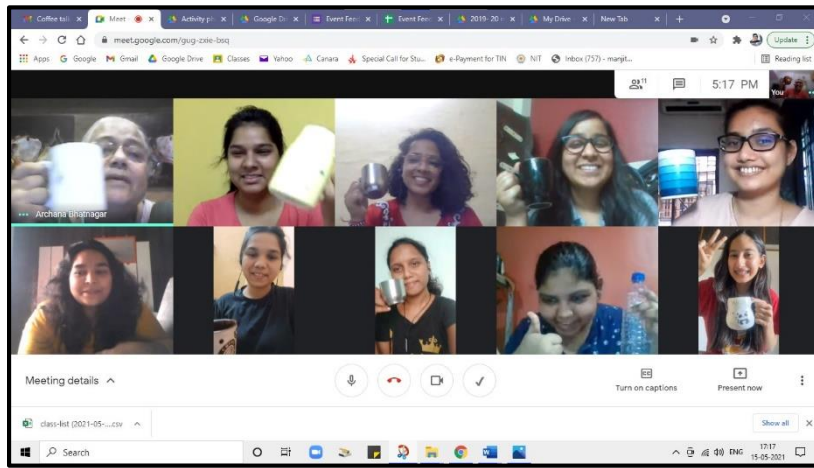 Coffee tal
Meet
Activity ph
Google Dri
Event Feed
Event Feed
2019- 20 i
My Drive
New Tab
meet.google.com/gug-zxie-bsq
Update
Apps
Google
Gmail
Google Drive
Classes
Yahoo
Canara
Special Call for Stu...
e-Payment for TIN
NIT
Inbox (757) - manjit...
Reading list
11
5:17 PM
You
Archana Bhatnagar
Meeting details
Turn on captions
Present now
class-list (2021-05-....csv
Show all
Search
ENG
17:17
15-05-2021